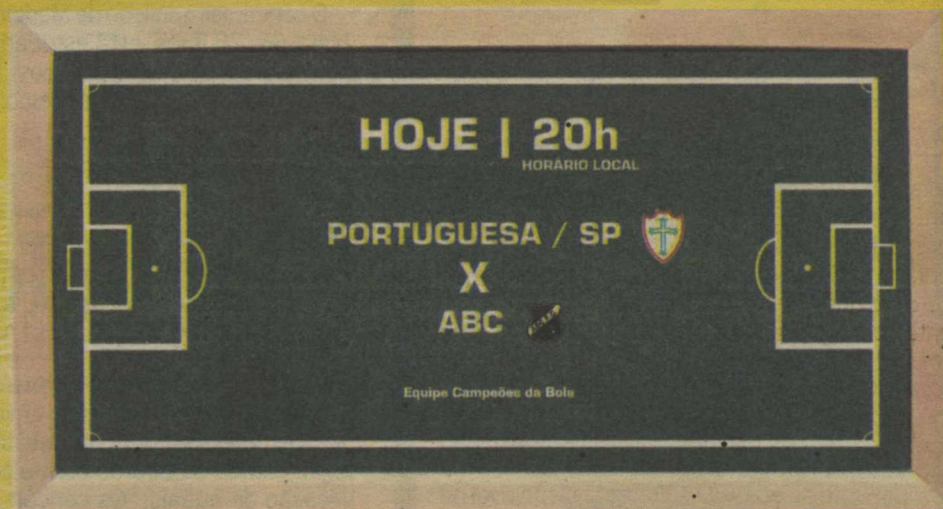 HOJE | 20h
HORÁRIO LOCAL
PORTUGUESA / SP
X
ABC
Equipe Campeões da Bola